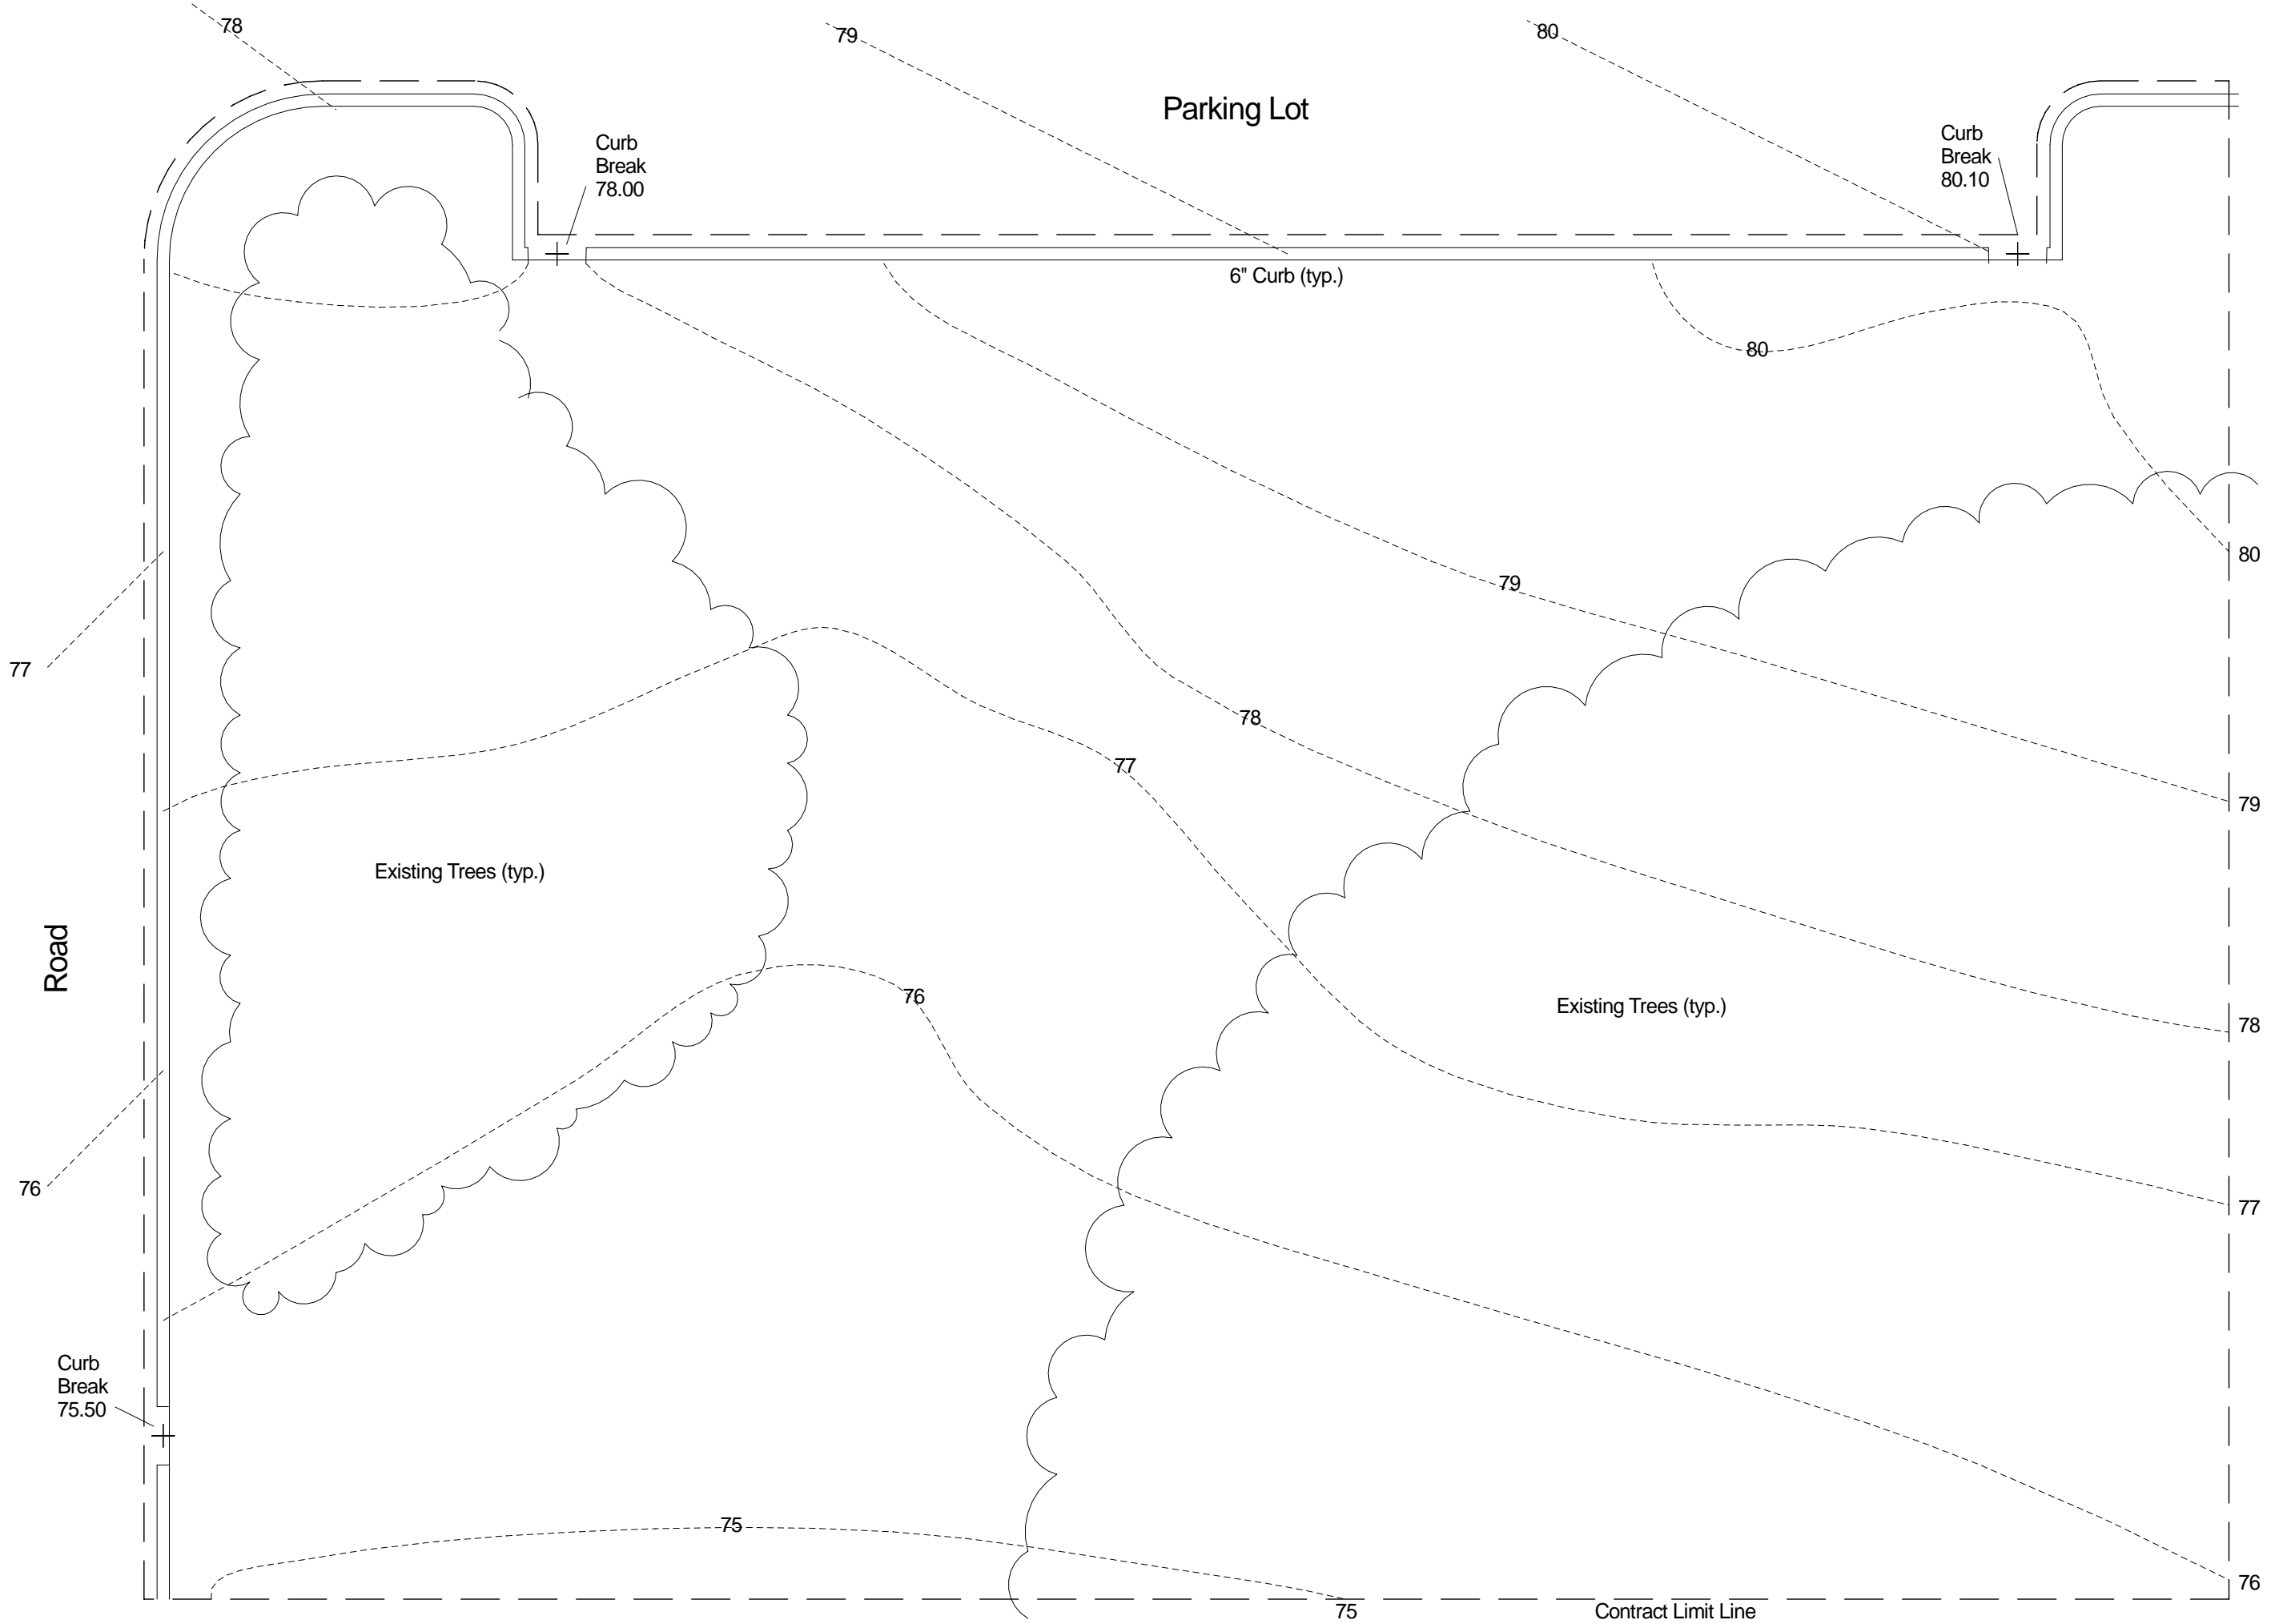 78
79
80
Parking Lot
Curb
Break
78.00
Curb
Break
80.10
6" Curb (typ.)
80
80
77
79
78
77
79
Existing Trees (typ.)
Road
76
Existing Trees (typ.)
78
76
77
Curb
Break
75.50
75
76
75
Contract Limit Line